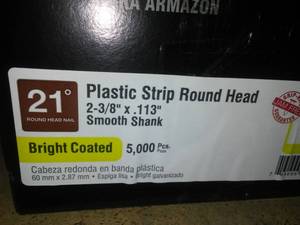 ARMAZON
21°
ROUND HEAD NAIL
Plastic Strip Round Head
2-3/8" x .113"
Smooth Shank
Bright Coated
5,000 Pcs.
Cabeza redonda en banda plástica
60 mm x 2.87 mm • Espiga lisa • Bright galvanizado